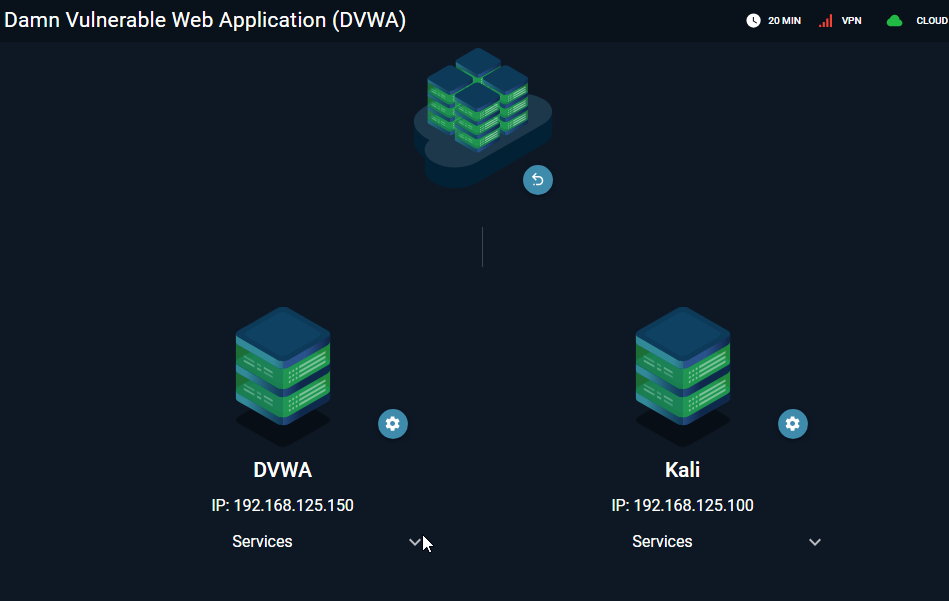 Damn Vulnerable Web Application (DVWA)
20 MIN
VPN
CLOUD
DVWA
Kali
IP: 192.168.125.150
IP: 192.168.125.100
Services
Services